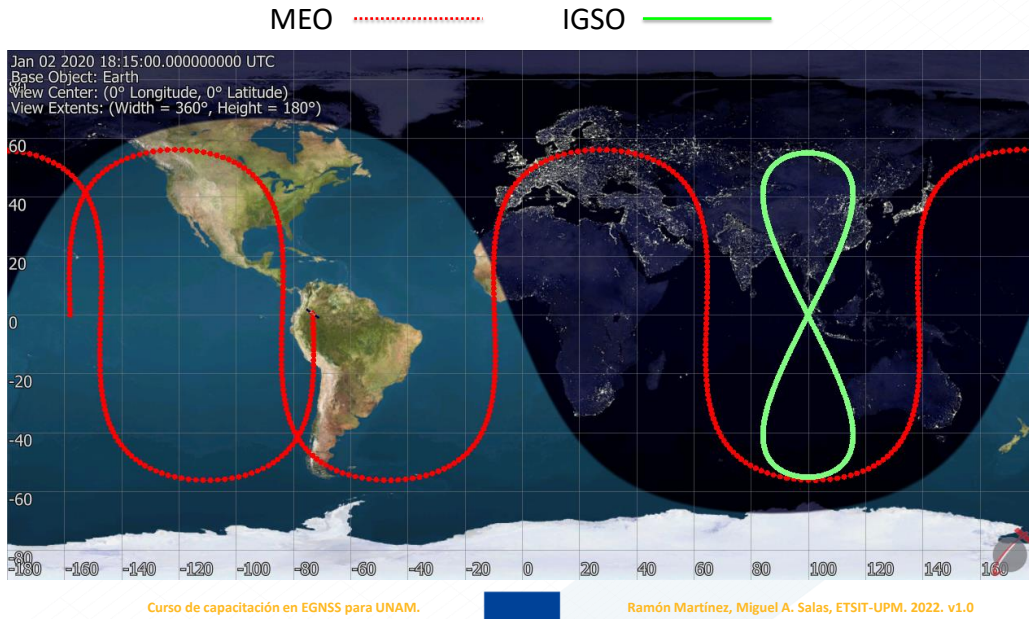 MEO IGSO
Jan 02 2020 18:15:00.000000000 UTC
Base Object: Earth
View Center: (0° Longitude, 0° Latitude)
View Extents: (Width = 360°, Height = 180°)
80
60
40
20
0
-20
-40
-60
-80
-180 -160 -140 -120 -100 -80 -60 -40 -20 0 20 40 60 80 100 120 140 160
Curso de capacitación en EGNSS para UNAM. Ramón Martínez, Miguel A. Salas, ETSIT-UPM. 2022. v1.0